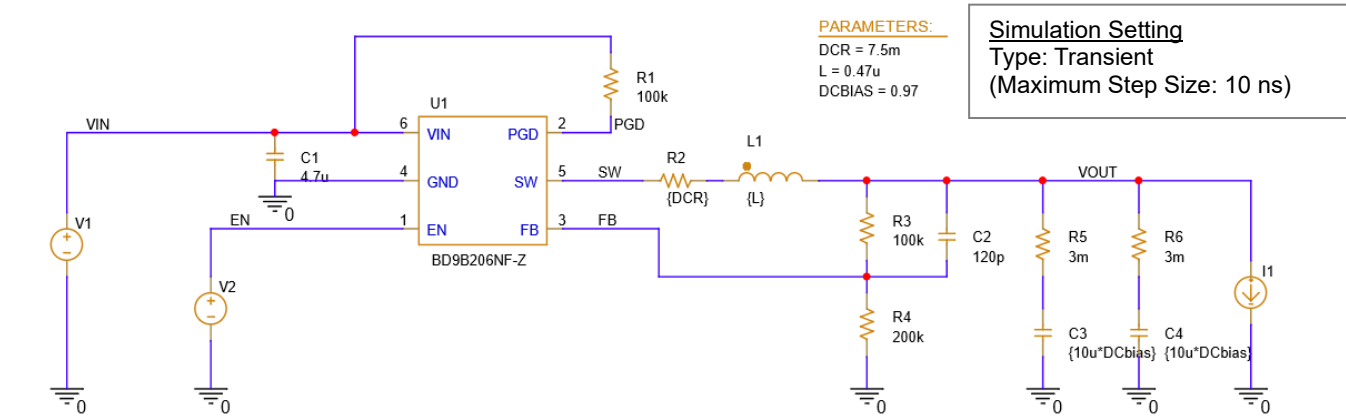 PARAMETERS:
DCR = 7.5m
L = 0.47u
DCBIAS = 0.97
Simulation Setting
Type: Transient
(Maximum Step Size: 10 ns)
R1
100k
U1
VIN
6
VIN
PGD
2
PGD
C1
4.7u
0
4
GND
SW
5
SW
R2
{DCR}
L1
{L}
VOUT
EN
1
EN
FB
3
FB
BD9B206NF-Z
V1
0
V2
0
R3
100k
C2
120p
R4
200k
0
R5
3m
C3
{10u*DCbias}
0
R6
3m
C4
{10u*DCbias}
0
I1
0